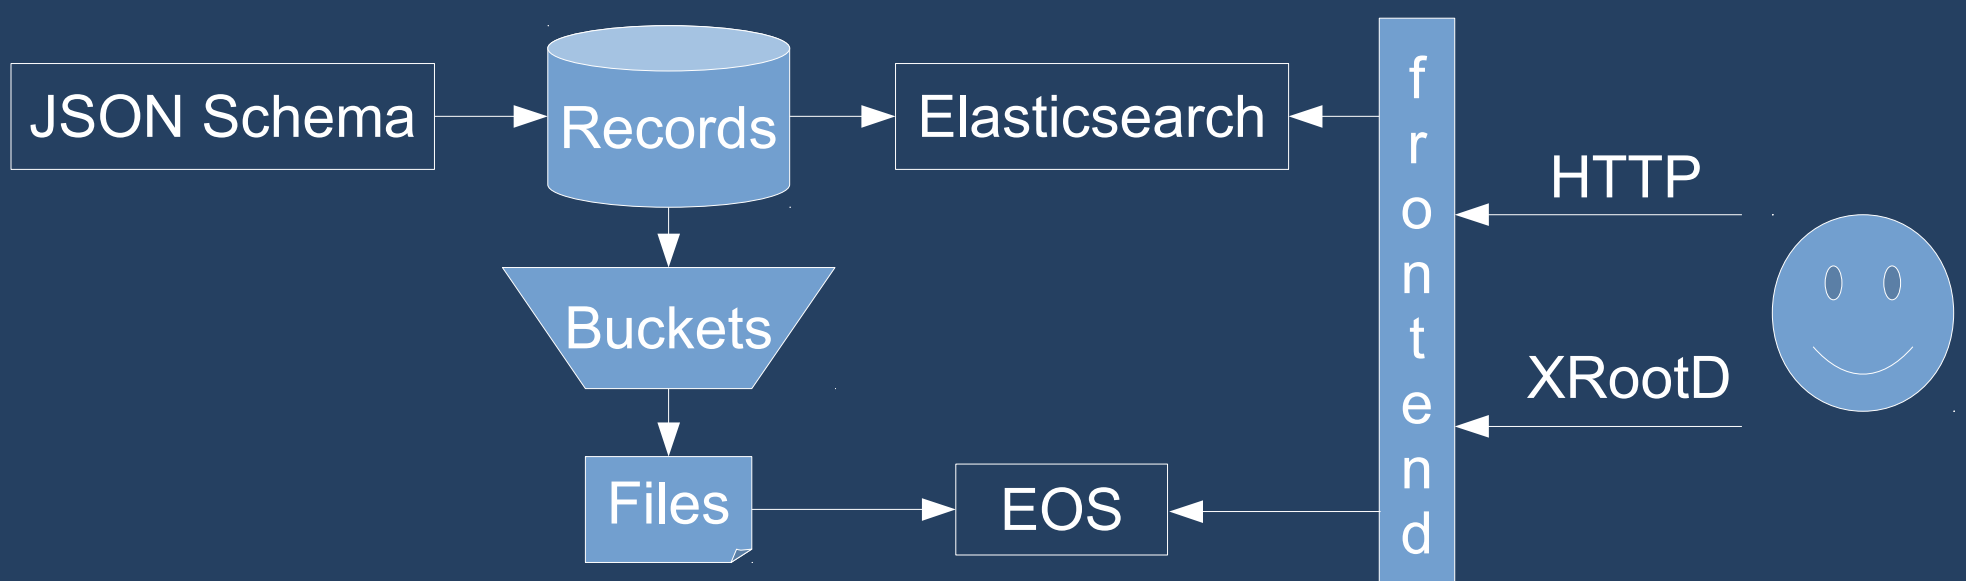 JSON Schema
Records
Elasticsearch
frontend
HTTP
Buckets
XRootD
Files
EOS